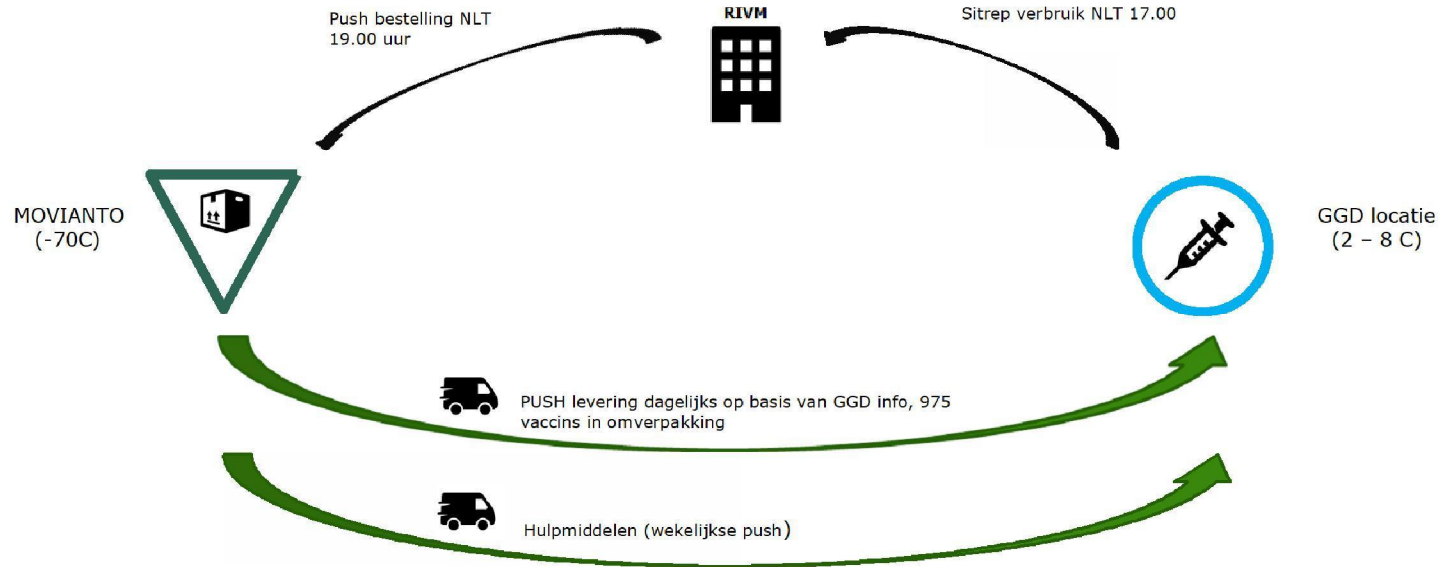 Push bestelling NLT
19.00 uur
RIVM
Sitrep verbruik NLT 17.00
MOVIANTO
(-70C)
GGD locatie
(2 – 8 C)
PUSH levering dagelijks op basis van GGD info, 975
vaccins in omverpakking
Hulpmiddelen (wekelijkse push)